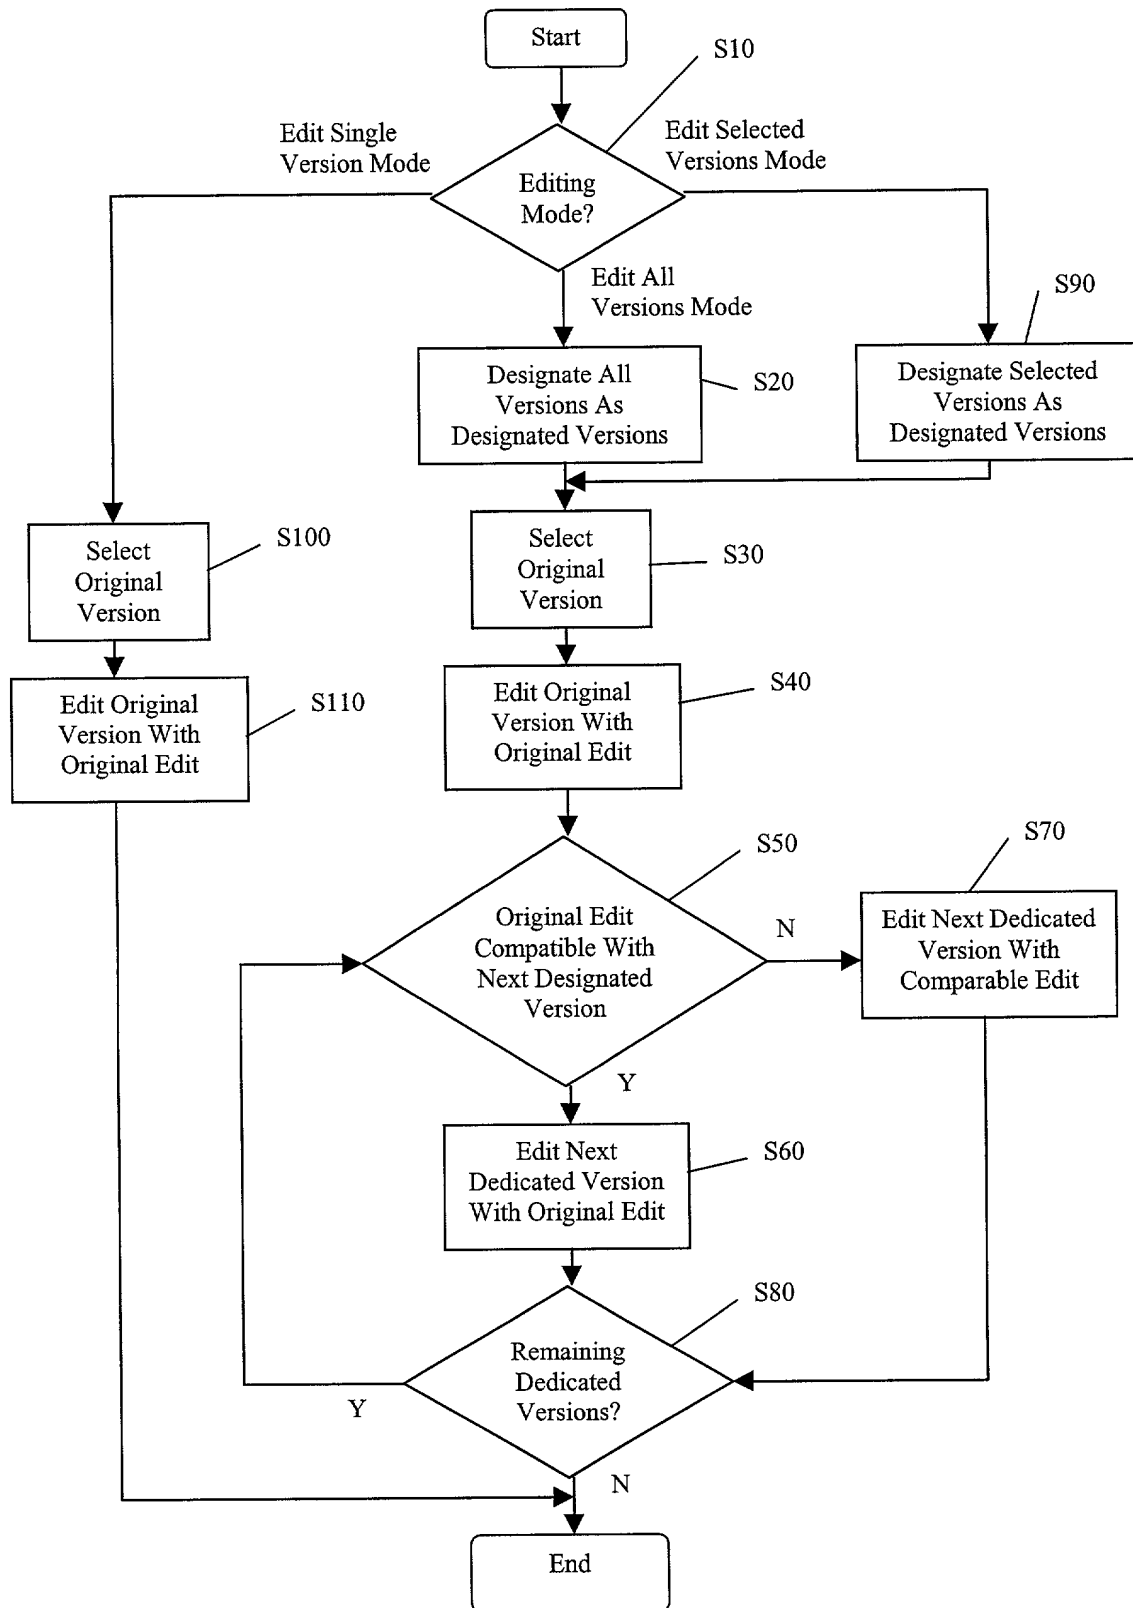 Start
S10
Edit Single
Version Mode
Edit Selected
Versions Mode
Editing
Mode?
Edit All
Versions Mode
S90
Designate All
Versions As
Designated Versions
S20
Designate Selected
Versions As
Designated Versions
Select
Original
Version
S100
Select
Original
Version
S30
Edit Original
Version With
Original Edit
S110
Edit Original
Version With
Original Edit
S40
S50
S70
Original Edit
Compatible With
Next Designated
Version
N
Edit Next Dedicated
Version With
Comparable Edit
Y
Edit Next
Dedicated Version
With Original Edit
S60
S80
Remaining
Dedicated
Versions?
Y
N
End